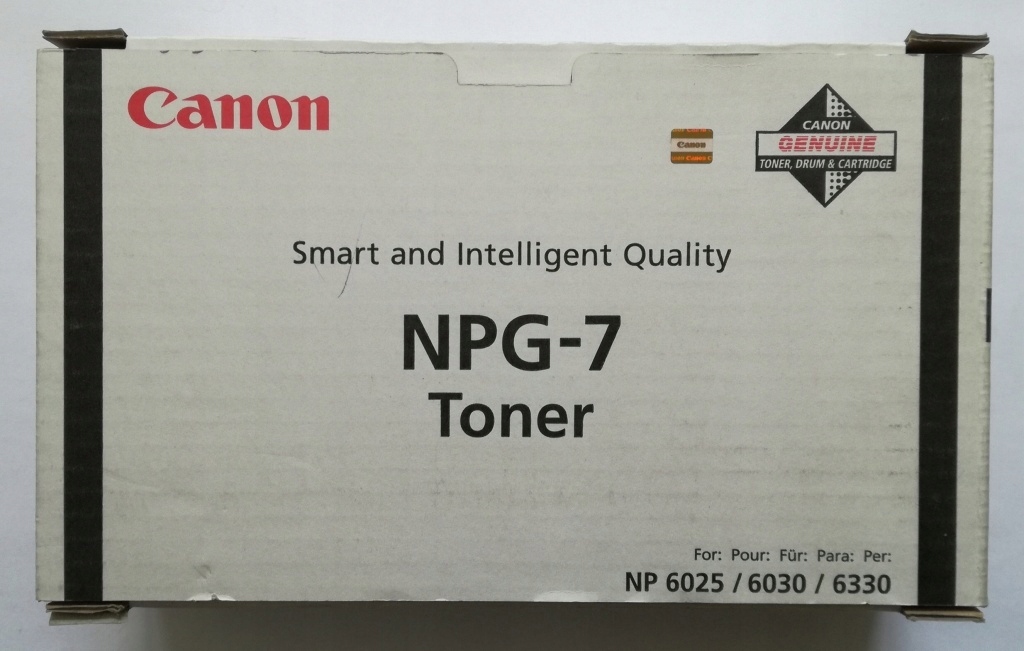 Canon
Canon
CANON
GENUINE
TONER, DRUM & CARTRIDGE
Smart and Intelligent Quality
NPG-7
Toner
For: Pour: Für: Para: Per:
NP 6025 / 6030 / 6330